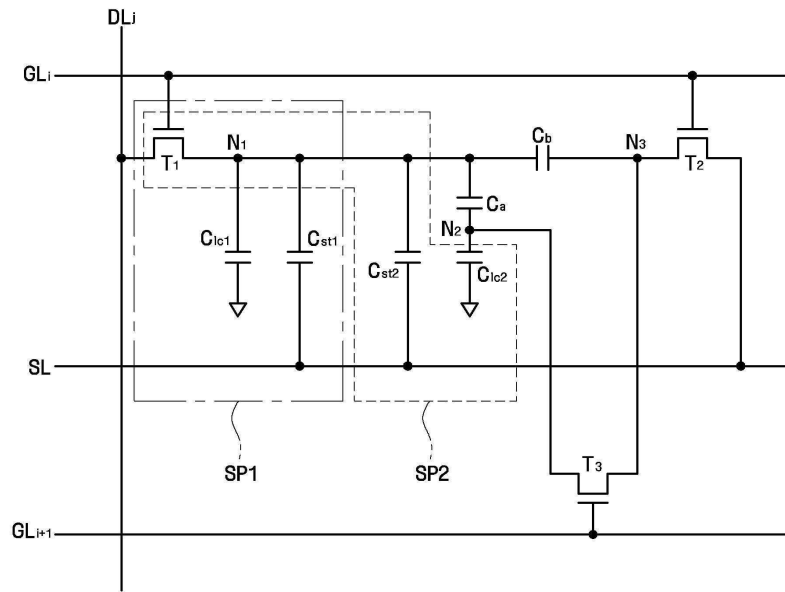 DLj
GLi
N1
Cb
N3
T1
T2
Ca
N2
Clc1
Cst1
Cst2
Clc2
SL
T3
SP1
SP2
GLi+1